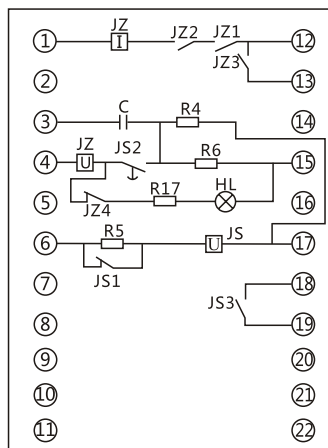 JZ
1 I JZ2 JZ1 12
JZ3
2 13
C R4
3 14
JZ JS2 R6
4 U 15
R17 HL
5 JZ4 16
R5 JS
6 U 17
JS1
7 18
JS3
8 19
9 20
10 21
11 22